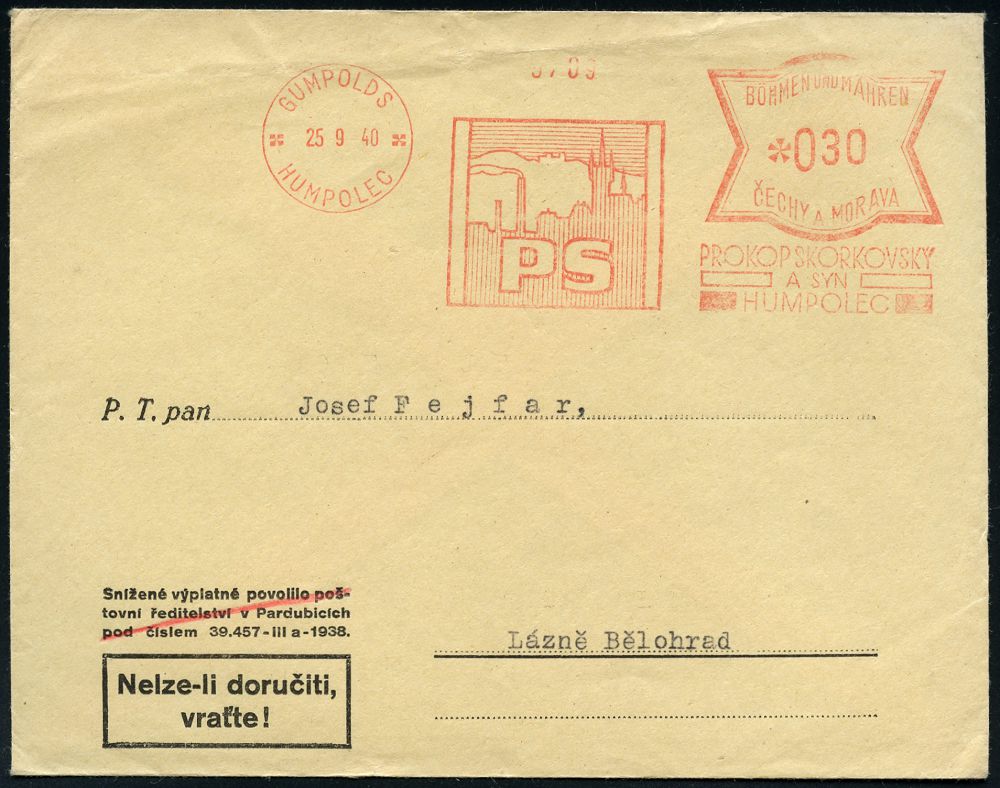 GUMPOLDS
25 9 40
HUMPOLEC
PS
BÖHMEN UND MÄHREN
*030
ČECHY A MORAVA
PROKOP SKORKOVSKÝ
A SYN
HUMPOLEC
P. T. pan Josef F e j f a r,
Snížené výplatné povolilo poš-
tovní ředitelství v Pardubicích
pod číslem 39.457-III a-1938.
Nelze-li doručiti,
vraťte!
Lázně Bělohrad